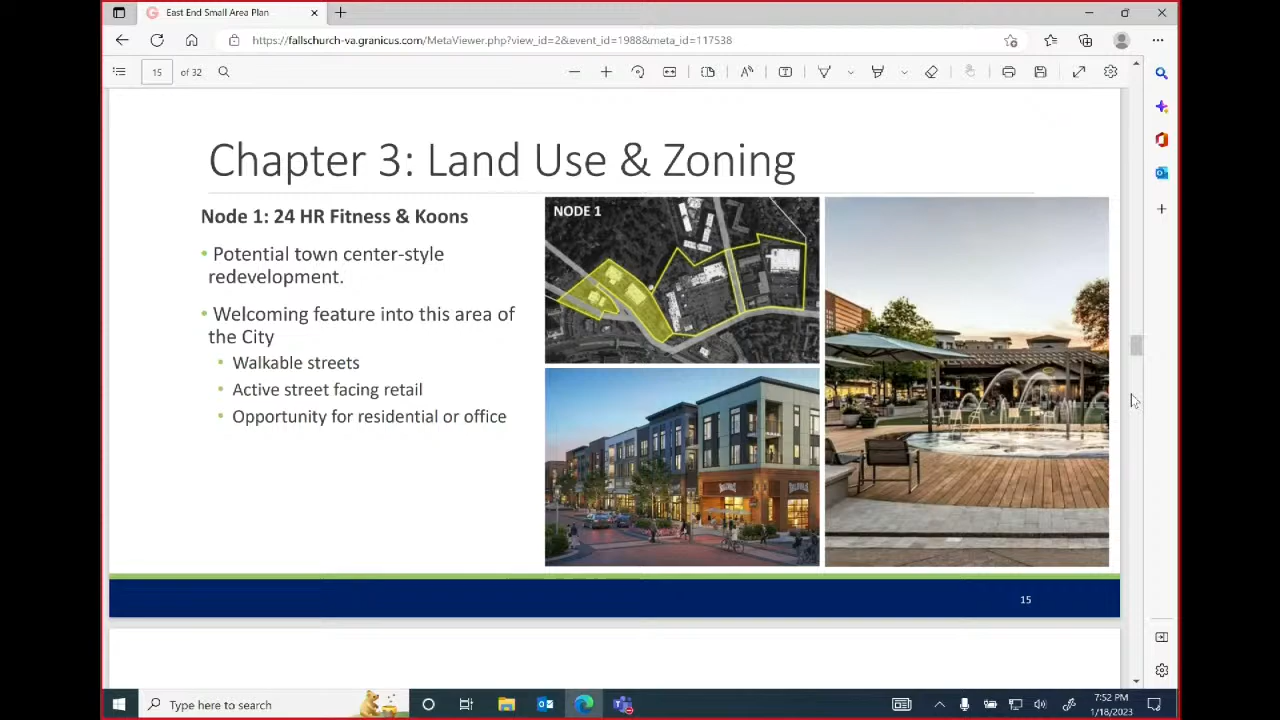 East End Small Area Plan
https://fallschurch-va.granicus.com/MetaViewer.php?view_id=2&event_id=1988&meta_id=117538
15 of 32
Chapter 3: Land Use & Zoning
Node 1: 24 HR Fitness & Koons
• Potential town center-style
redevelopment.
• Welcoming feature into this area of
the City
• Walkable streets
• Active street facing retail
• Opportunity for residential or office
NODE 1
15
Type here to search
7:52 PM
1/18/2023